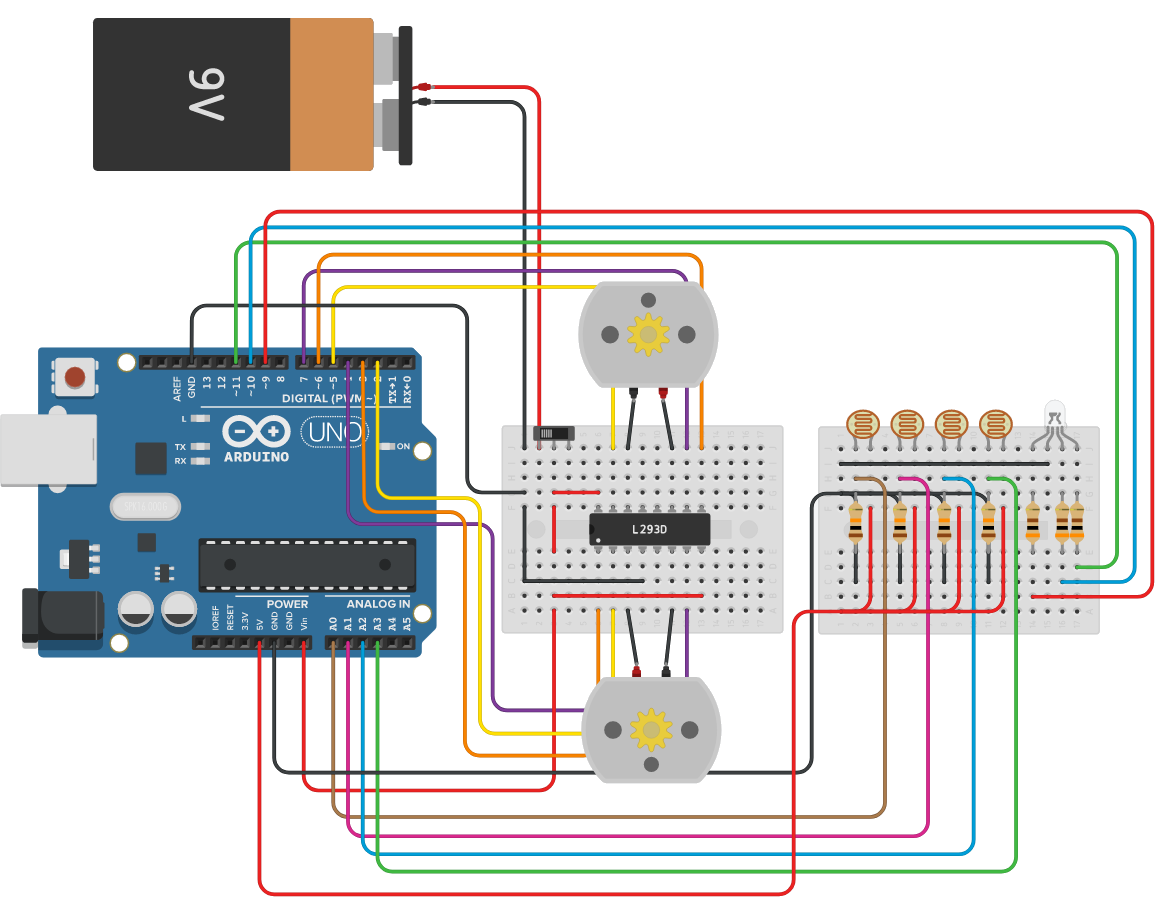 9V
AREF
GND
13
12
~11
~10
~9
8
7
~6
~5
2
TX→1
RX←0
DIGITAL (PWM~)
L
TX
RX
ARDUINO
UNO
ON
POWER
ANALOG IN
IOREF
RESET
3.3V
5V
GND
GND
Vin
A0
A1
A2
A3
A4
A5
L293D